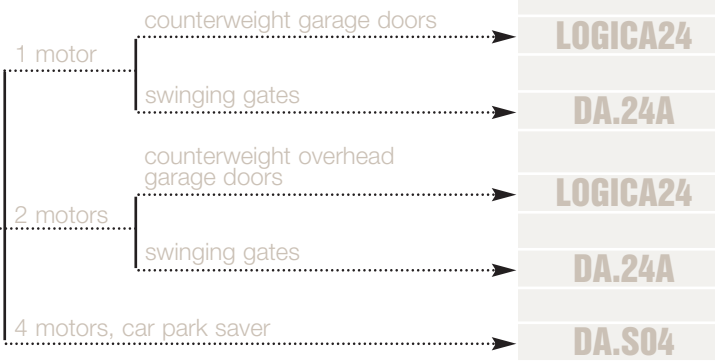 counterweight garage doors
LOGICA24
1 motor
swinging gates
DA.24A
counterweight overhead
garage doors
LOGICA24
2 motors
swinging gates
DA.24A
4 motors, car park saver
DA.S04